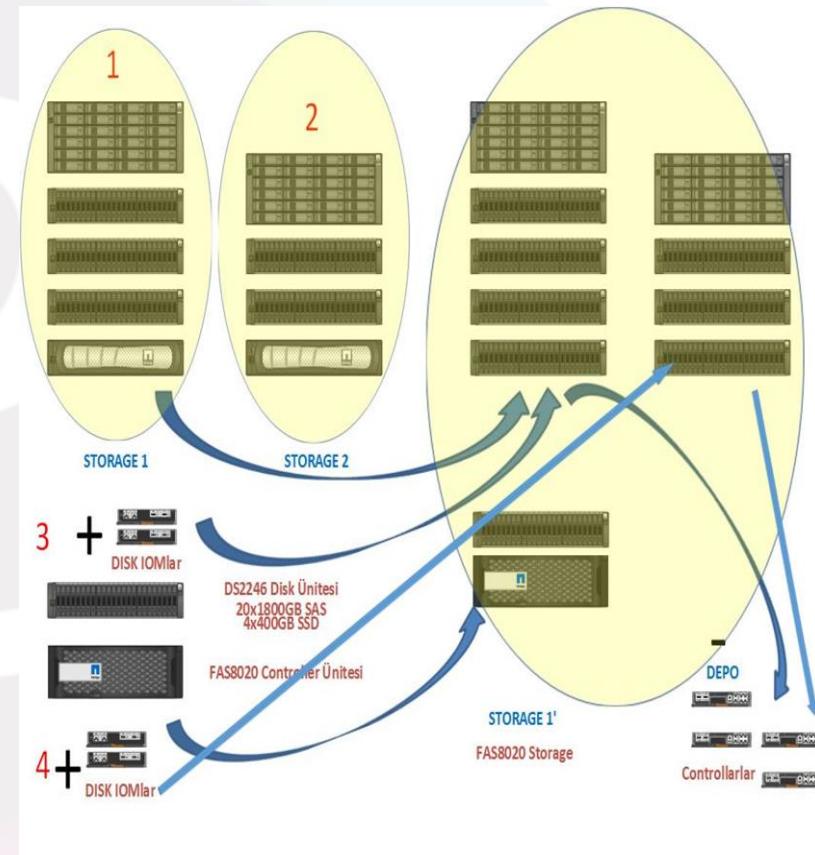 1
2
STORAGE 1
STORAGE 2
3
+
DISK IOMlar
DS2246 Disk Ünitesi
20x1800GB SAS
4x400GB SSD
FAS8020 Controller Ünitesi
4
+
DISK IOMlar
STORAGE 1'
FAS8020 Storage
-
DEPO
Controllarlar